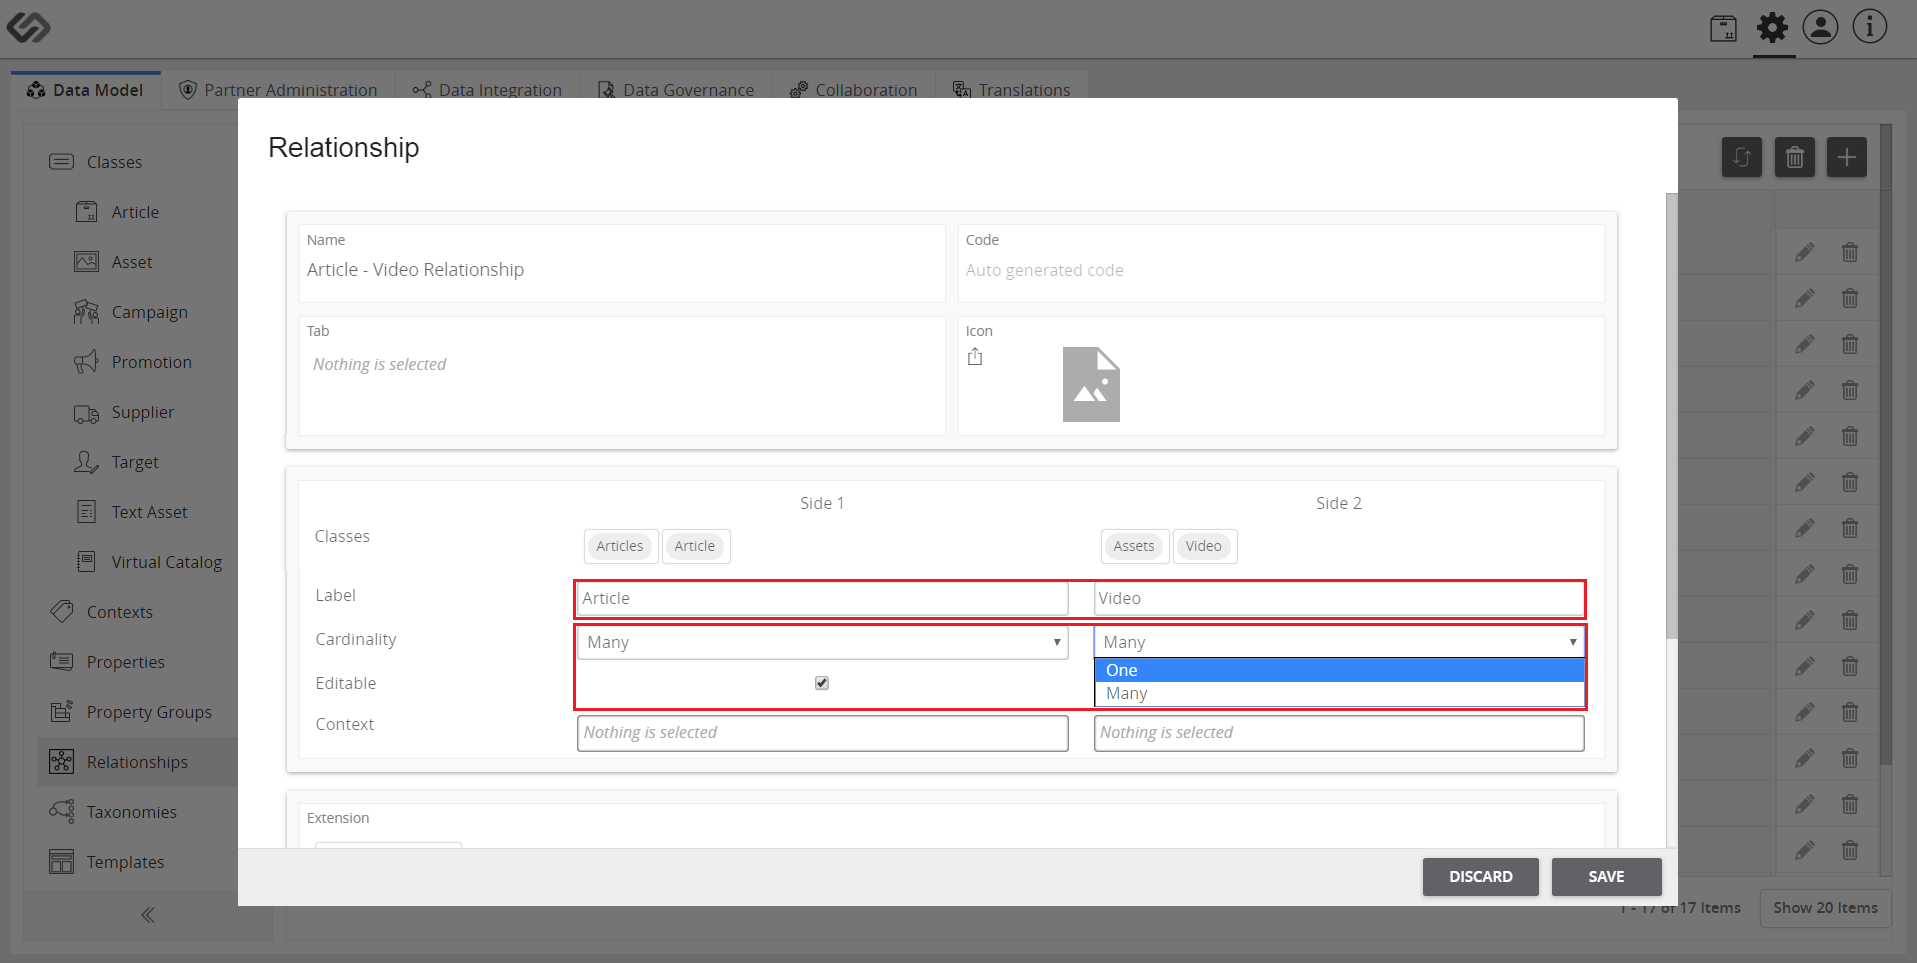 Data Model
Partner Administration
Data Integration
Data Governance
Collaboration
Translations
Classes
Article
Asset
Campaign
Promotion
Supplier
Target
Text Asset
Virtual Catalog
Contexts
Properties
Property Groups
Relationships
Taxonomies
Templates
Relationship
Name
Article - Video Relationship
Code
Auto generated code
Tab
Nothing is selected
Icon
Side 1 Side 2
Classes Articles Article Assets Video
Label Article Video
Cardinality Many Many
One
Many
Editable
Context Nothing is selected Nothing is selected
Extension
DISCARD SAVE
1 - 17 of 17 Items Show 20 Items